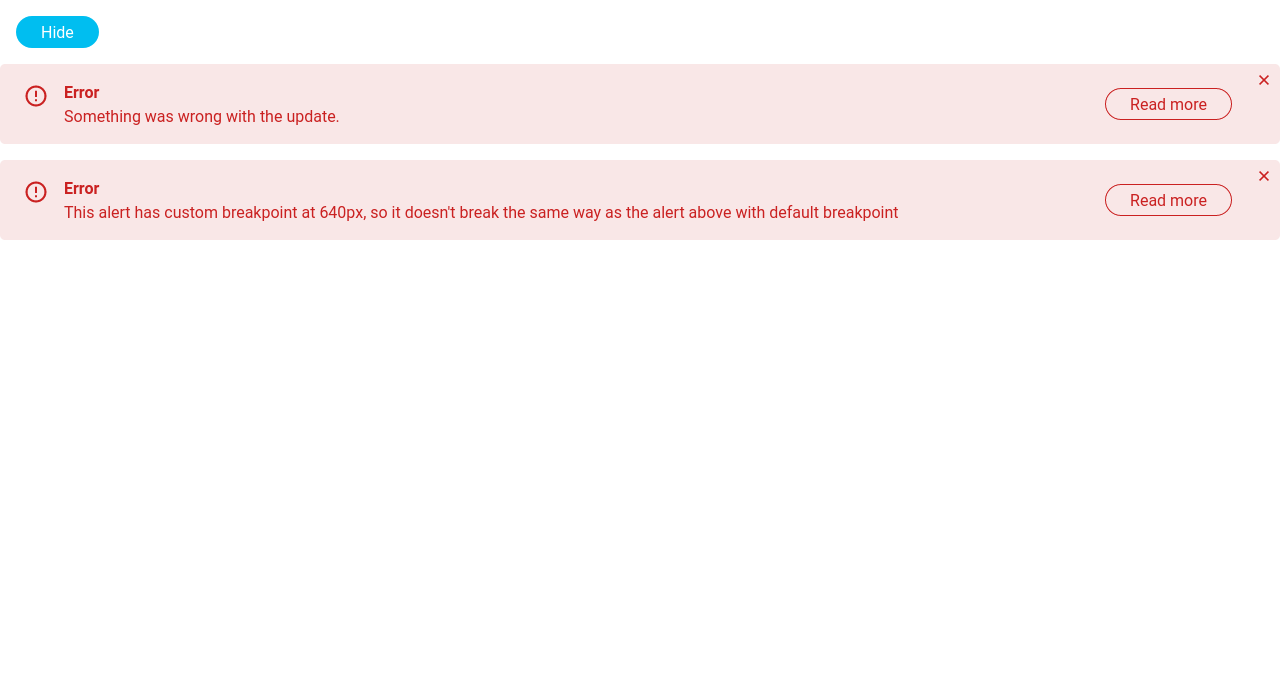 Hide
Error
Something was wrong with the update.
Read more
Error
This alert has custom breakpoint at 640px, so it doesn't break the same way as the alert above with default breakpoint
Read more